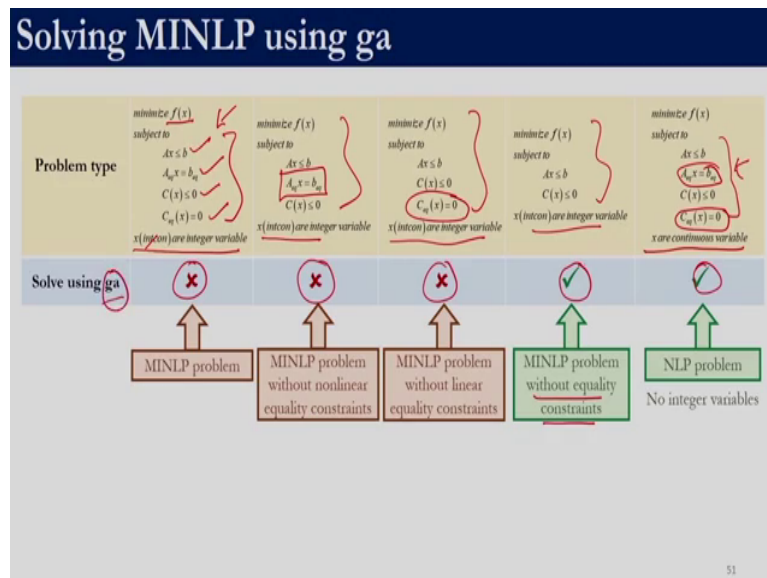 Solving MINLP using ga
Problem type
minimize f(x)
subject to
Ax ≤ b
A_eq x = b_eq
C(x) ≤ 0
C_eq(x) = 0
x(intcon) are integer variable
minimize f(x)
subject to
Ax ≤ b
A_eq x = b_eq
C(x) ≤ 0
x(intcon) are integer variable
minimize f(x)
subject to
Ax ≤ b
C(x) ≤ 0
C_eq(x) = 0
x(intcon) are integer variable
minimize f(x)
subject to
Ax ≤ b
C(x) ≤ 0
x(intcon) are integer variable
minimize f(x)
subject to
Ax ≤ b
A_eq x = b_eq
C(x) ≤ 0
C_eq(x) = 0
x are continuous variable
Solve using ga
✘ ✘ ✘ ✓ ✓
MINLP problem
MINLP problem
without nonlinear
equality constraints
MINLP problem
without linear
equality constraints
MINLP problem
without equality
constraints
NLP problem
No integer variables
51